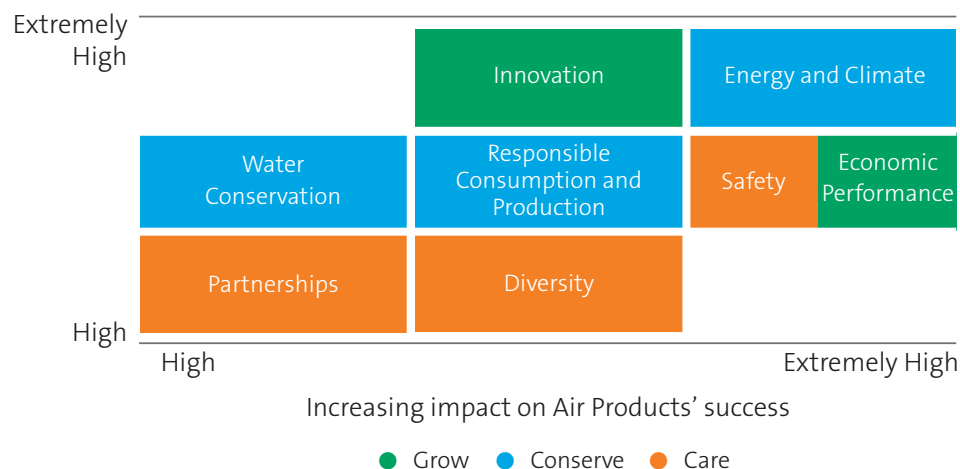 Extremely
High
Innovation
Energy and Climate
Water
Conservation
Responsible
Consumption and
Production
Safety
Economic
Performance
Partnerships
Diversity
High
High
Extremely High
Increasing impact on Air Products’ success
Grow
Conserve
Care